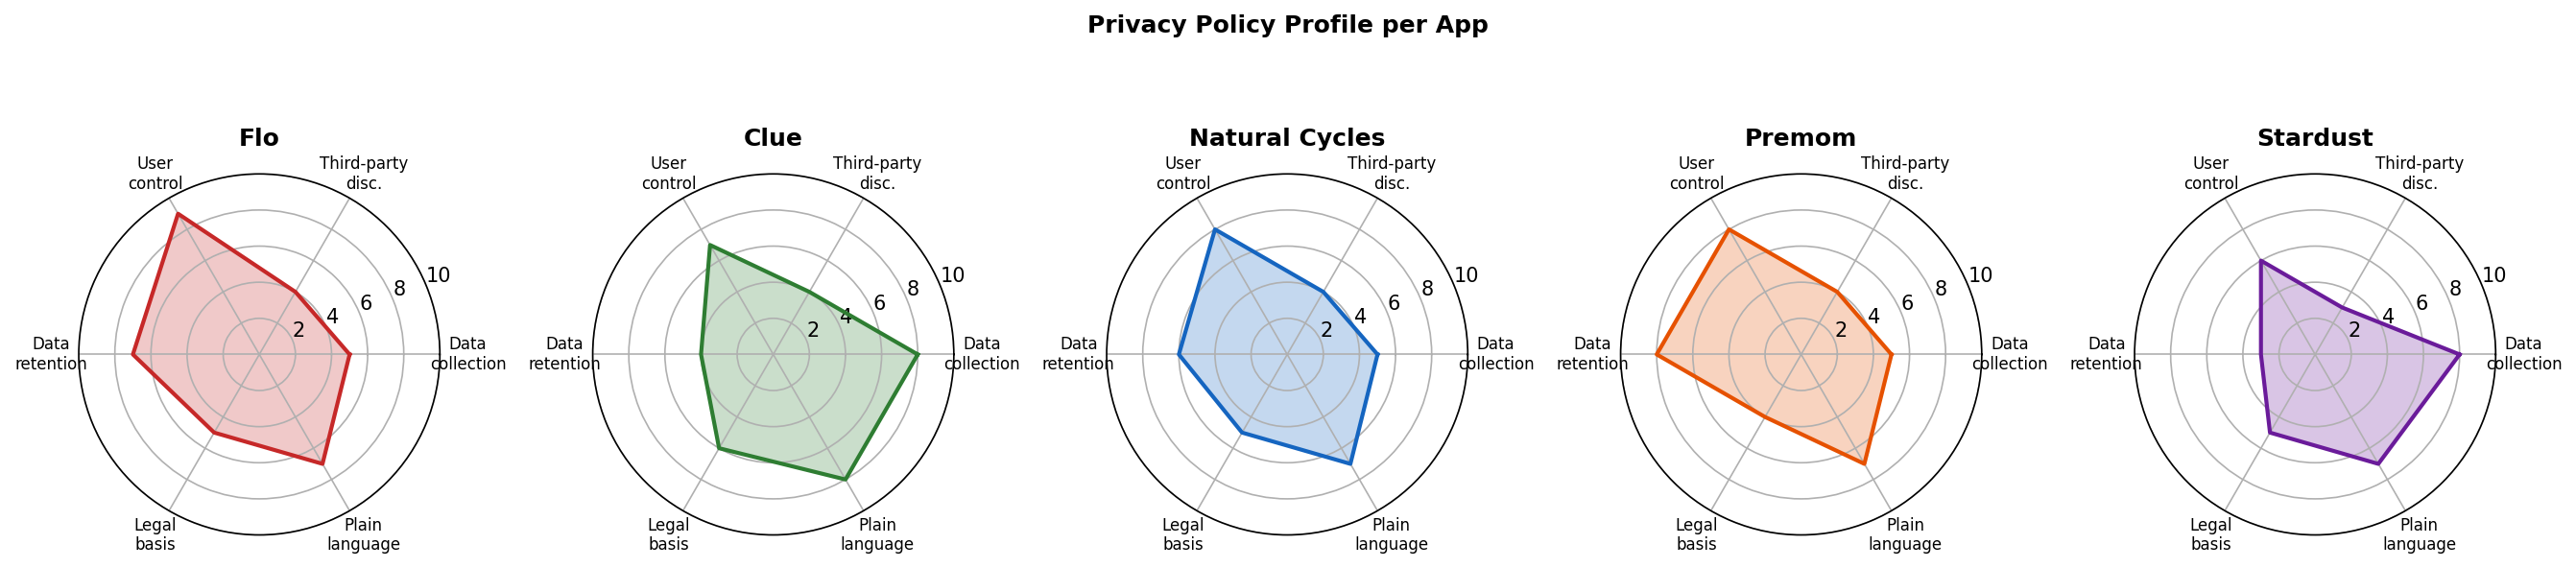 Privacy Policy Profile per App
Flo
User
control
Third-party
disc.
Data
retention
Data
collection
Legal
basis
Plain
language
2
4
6
8
10
Clue
User
control
Third-party
disc.
Data
retention
Data
collection
Legal
basis
Plain
language
2
4
6
8
10
Natural Cycles
User
control
Third-party
disc.
Data
retention
Data
collection
Legal
basis
Plain
language
2
4
6
8
10
Premom
User
control
Third-party
disc.
Data
retention
Data
collection
Legal
basis
Plain
language
2
4
6
8
10
Stardust
User
control
Third-party
disc.
Data
retention
Data
collection
Legal
basis
Plain
language
2
4
6
8
10